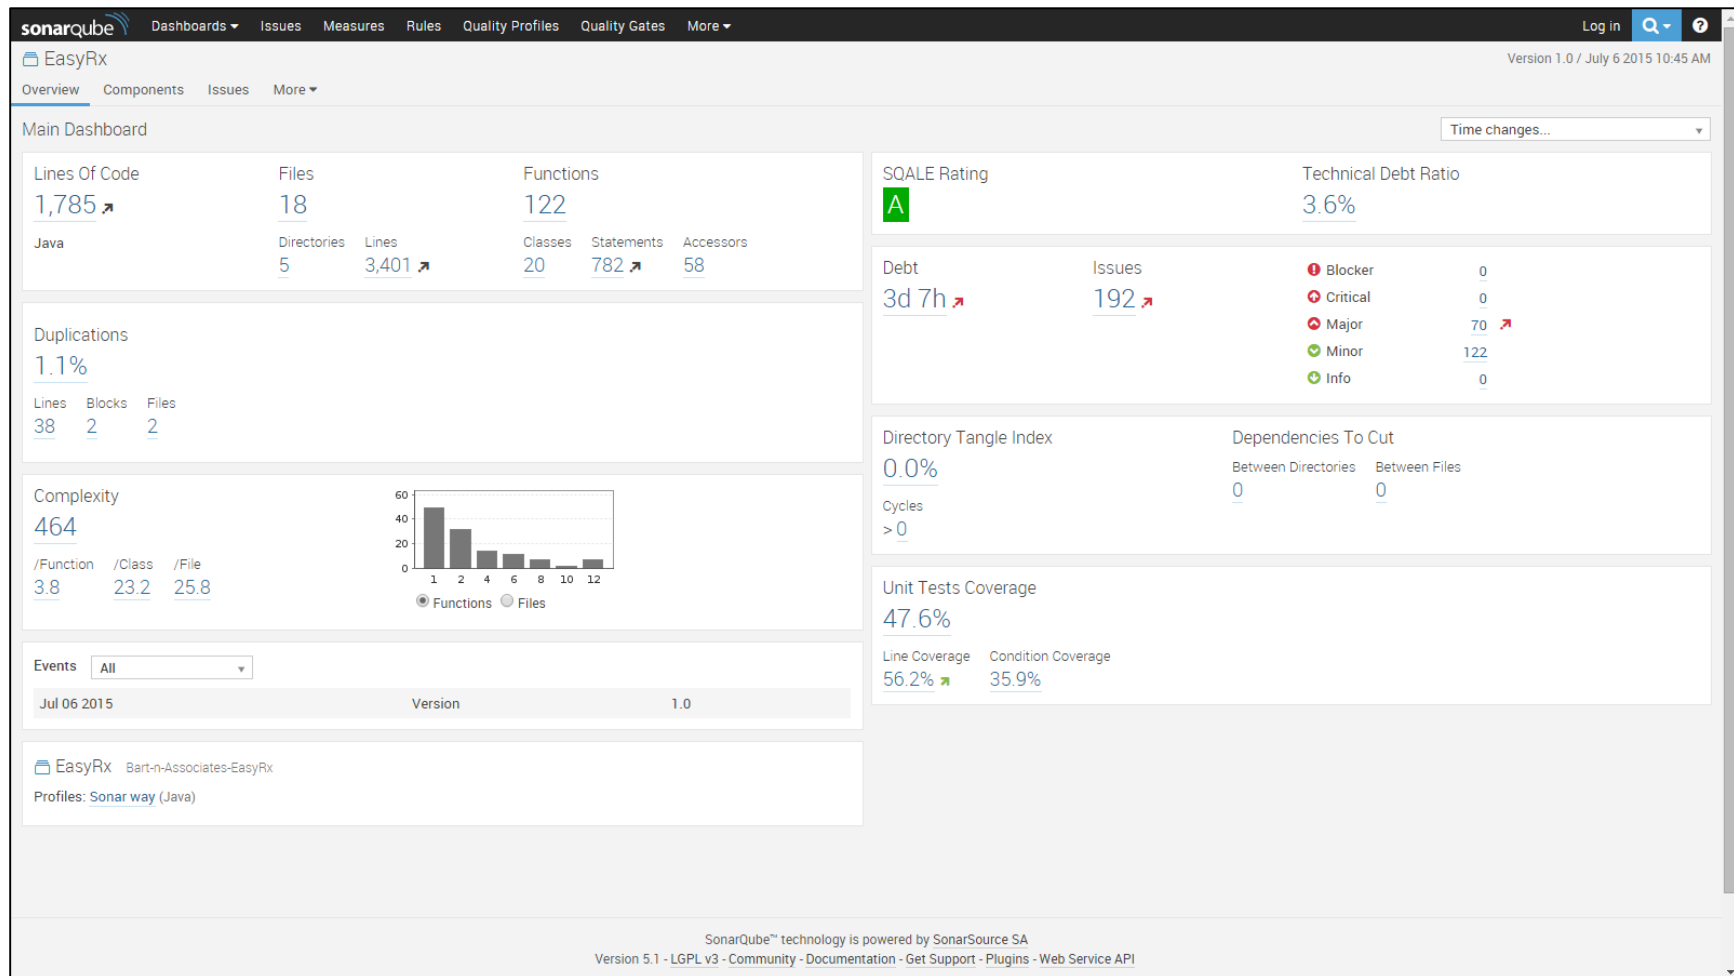 sonarqube Dashboards Issues Measures Rules Quality Profiles Quality Gates More Log in
EasyRx
Version 1.0 / July 6 2015 10:45 AM
Overview Components Issues More
Main Dashboard
Time changes...
Lines Of Code Files Functions
1,785 18 122
Java
Directories Lines Classes Statements Accessors
5 3,401 20 782 58
Duplications
1.1%
Lines Blocks Files
38 2 2
Complexity
464
/Function /Class /File
3.8 23.2 25.8
60
40
20
0
1 2 4 6 8 10 12
Functions Files
Events All
Jul 06 2015 Version 1.0
EasyRx Bart-n-Associates-EasyRx
Profiles: Sonar way (Java)
SQALE Rating Technical Debt Ratio
A 3.6%
Debt Issues
3d 7h 192
Blocker 0
Critical 0
Major 70
Minor 122
Info 0
Directory Tangle Index Dependencies To Cut
0.0%
Between Directories Between Files
0 0
Cycles
> 0
Unit Tests Coverage
47.6%
Line Coverage Condition Coverage
56.2% 35.9%
SonarQube™ technology is powered by SonarSource SA
Version 5.1 - LGPL v3 - Community - Documentation - Get Support - Plugins - Web Service API